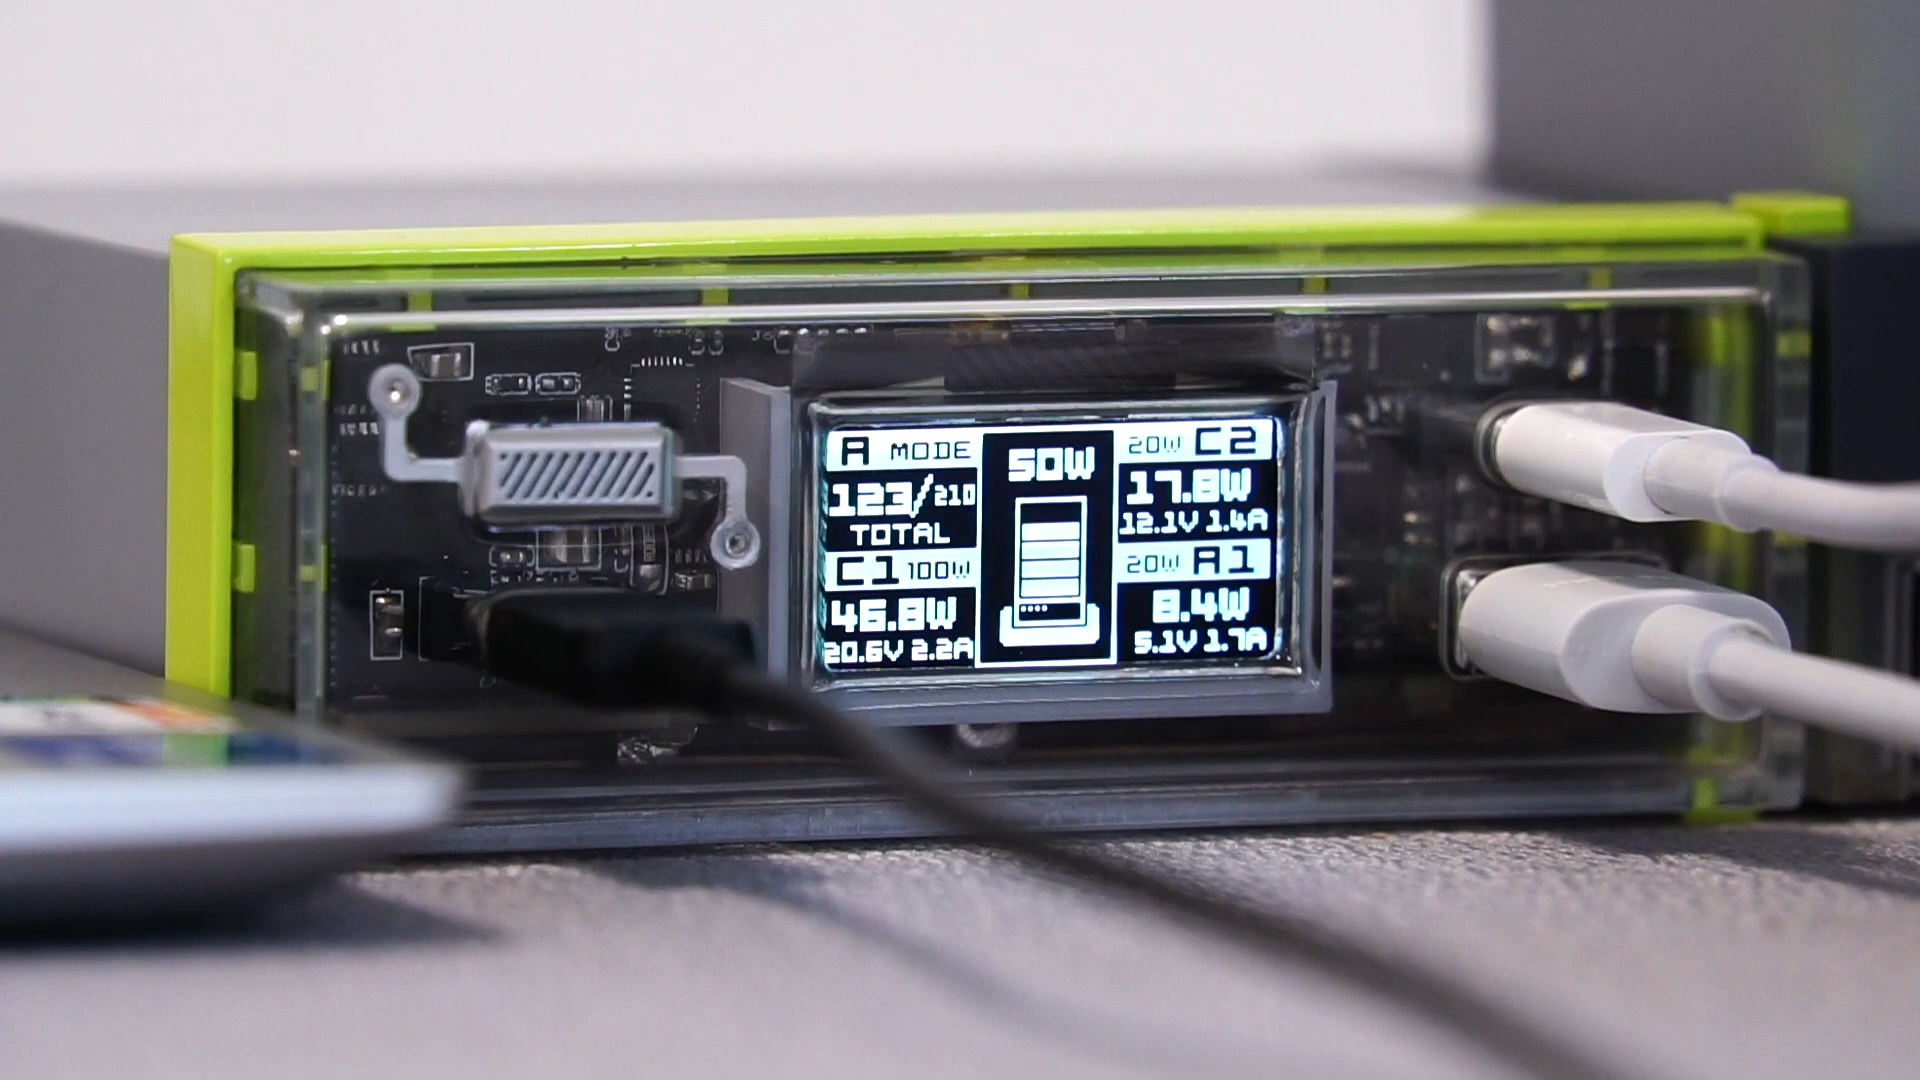 A MODE
123/210
TOTAL
C1 100W
46.8W
20.6V 2.2A
50W
20W C2
17.8W
12.1V 1.4A
20W A1
8.4W
5.1V 1.7A